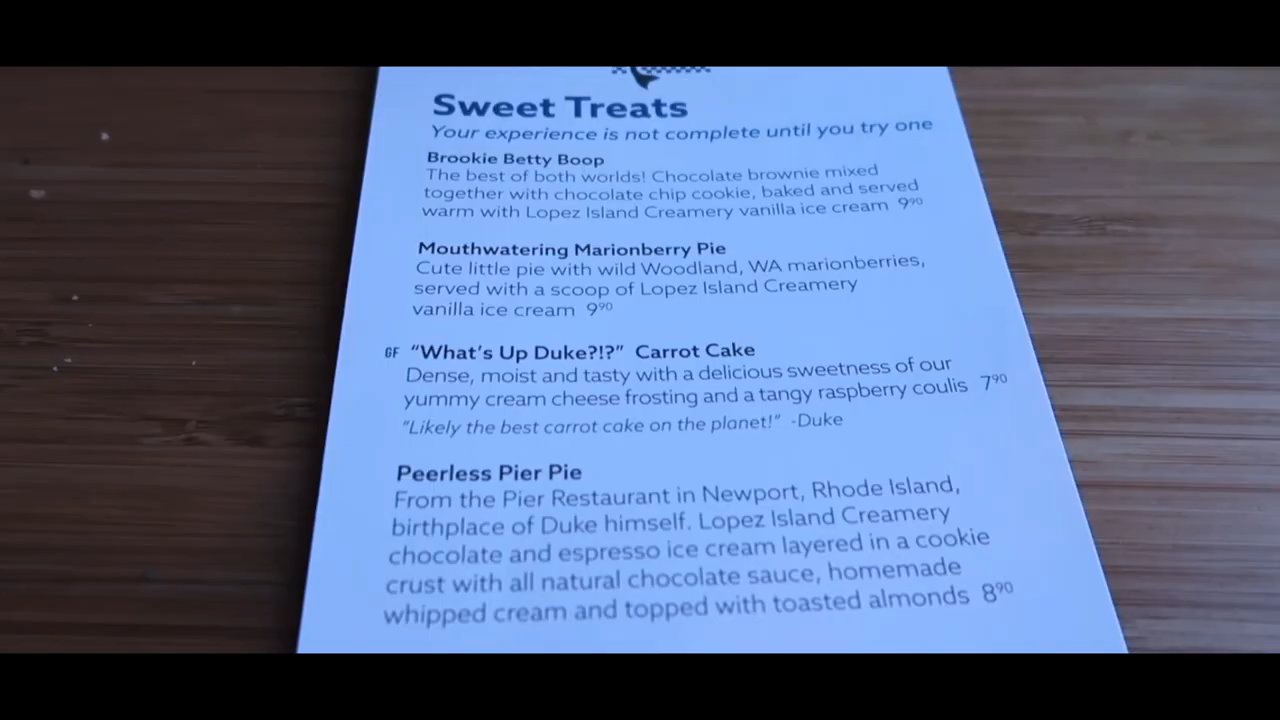 Sweet Treats
Your experience is not complete until you try one
Brookie Betty Boop
The best of both worlds! Chocolate brownie mixed
together with chocolate chip cookie, baked and served
warm with Lopez Island Creamery vanilla ice cream 9⁹⁰
Mouthwatering Marionberry Pie
Cute little pie with wild Woodland, WA marionberries,
served with a scoop of Lopez Island Creamery
vanilla ice cream 9⁹⁰
GF "What's Up Duke?!?" Carrot Cake
Dense, moist and tasty with a delicious sweetness of our
yummy cream cheese frosting and a tangy raspberry coulis 7⁹⁰
"Likely the best carrot cake on the planet!" -Duke
Peerless Pier Pie
From the Pier Restaurant in Newport, Rhode Island,
birthplace of Duke himself. Lopez Island Creamery
chocolate and espresso ice cream layered in a cookie
crust with all natural chocolate sauce, homemade
whipped cream and topped with toasted almonds 8⁹⁰